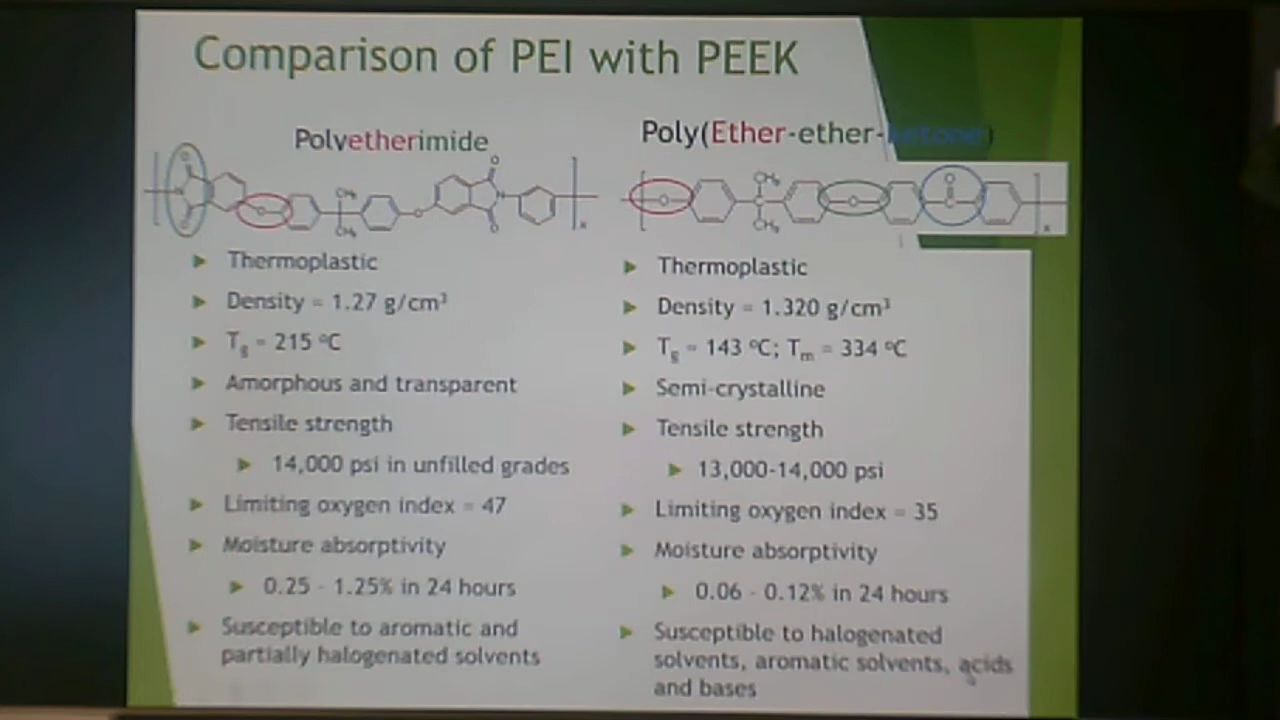 Comparison of PEI with PEEK
Polyetherimide
Thermoplastic
Density = 1.27 g/cm³
Tg = 215 ºC
Amorphous and transparent
Tensile strength
14,000 psi in unfilled grades
Limiting oxygen index = 47
Moisture absorptivity
0.25 - 1.25% in 24 hours
Susceptible to aromatic and
partially halogenated solvents
Poly(Ether-ether-ketone)
Thermoplastic
Density = 1.320 g/cm³
Tg = 143 ºC; Tm = 334 ºC
Semi-crystalline
Tensile strength
13,000-14,000 psi
Limiting oxygen index = 35
Moisture absorptivity
0.06 - 0.12% in 24 hours
Susceptible to halogenated
solvents, aromatic solvents, acids
and bases